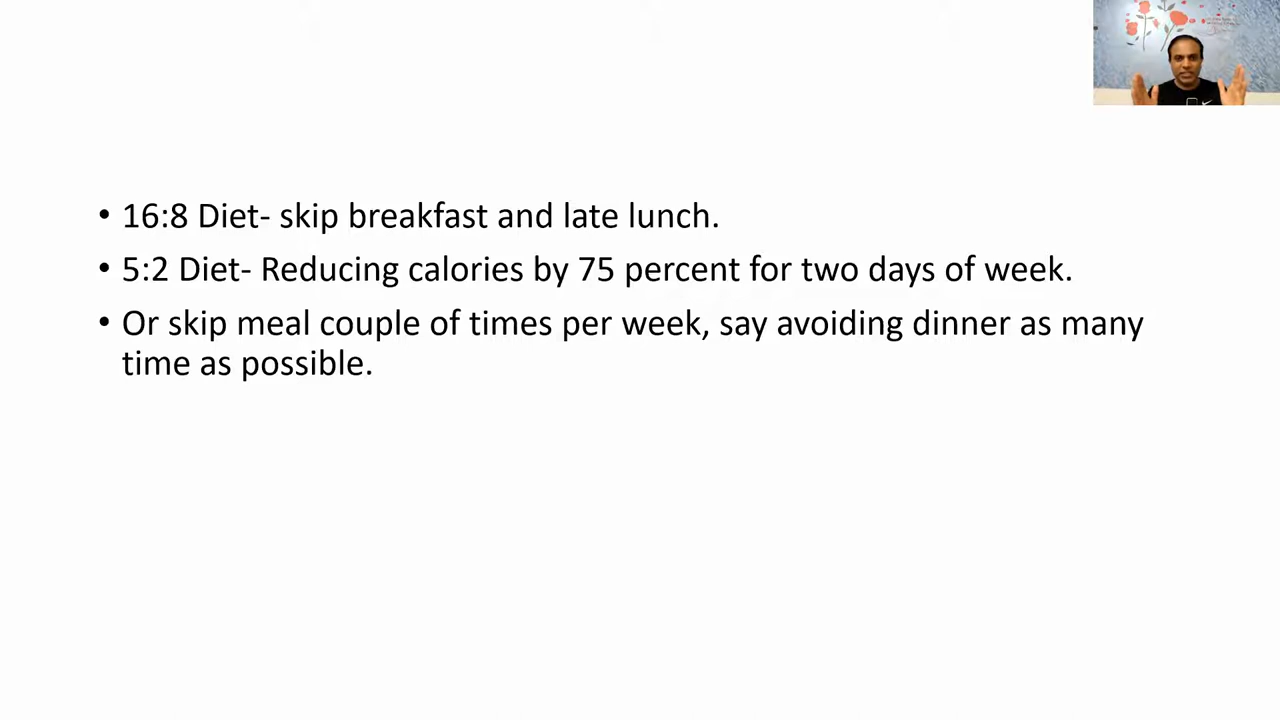 • 16:8 Diet- skip breakfast and late lunch.
• 5:2 Diet- Reducing calories by 75 percent for two days of week.
• Or skip meal couple of times per week, say avoiding dinner as many
time as possible.